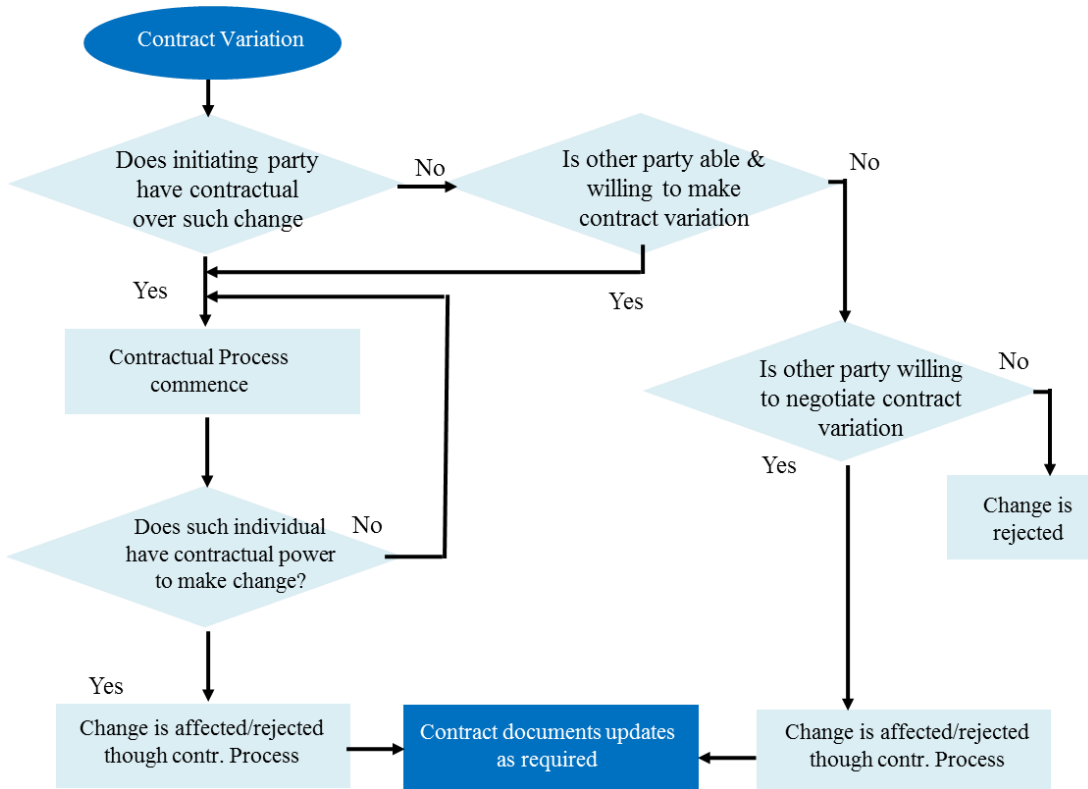 Contract Variation
Does initiating party
have contractual
over such change
No
Is other party able &
willing to make
contract variation
No
Yes
Yes
Contractual Process
commence
Is other party willing
to negotiate contract
variation
No
Yes
Change is
rejected
Does such individual
have contractual power
to make change?
No
Yes
Change is affected/rejected
though contr. Process
Contract documents updates
as required
Change is affected/rejected
though contr. Process